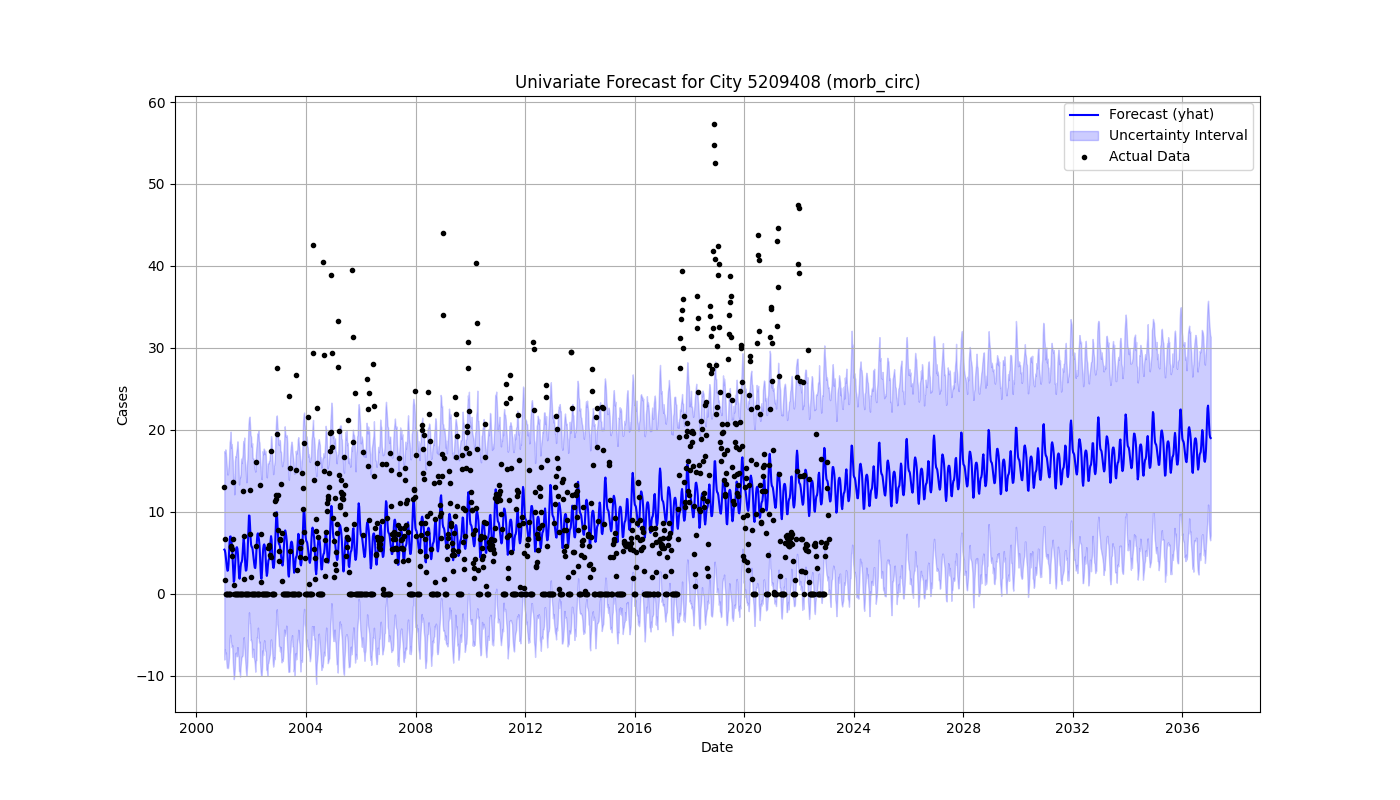 Univariate Forecast for City 5209408 (morb_circ)
Forecast (yhat)
Uncertainty Interval
Actual Data
Cases
60
50
40
30
20
10
0
−10
2000 2004 2008 2012 2016 2020 2024 2028 2032 2036
Date